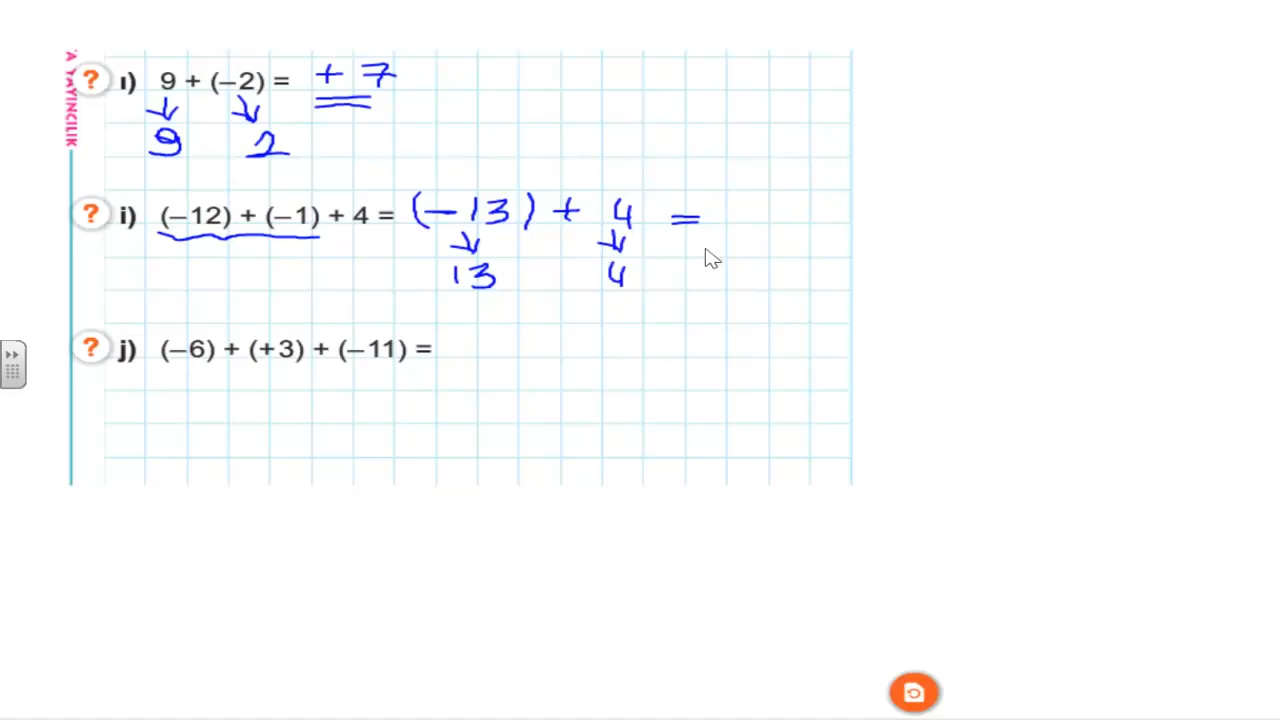 A YAYINCILIK
? ı) 9 + (–2) = + 7
9 2
? i) (–12) + (–1) + 4 = (–13) + 4 =
13 4
? j) (–6) + (+3) + (–11) =